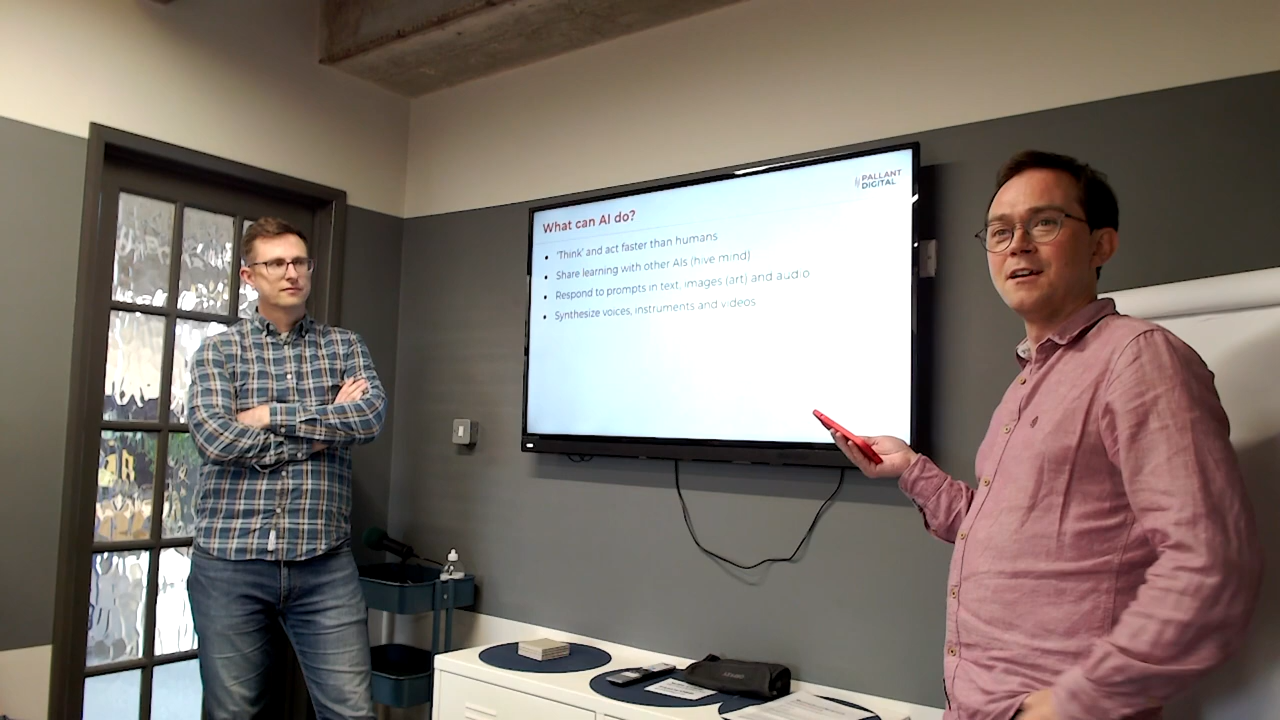 PALLANT
DIGITAL
What can AI do?
• 'Think' and act faster than humans
• Share learning with other AIs (hive mind)
• Respond to prompts in text, images (art) and audio
• Synthesize voices, instruments and videos